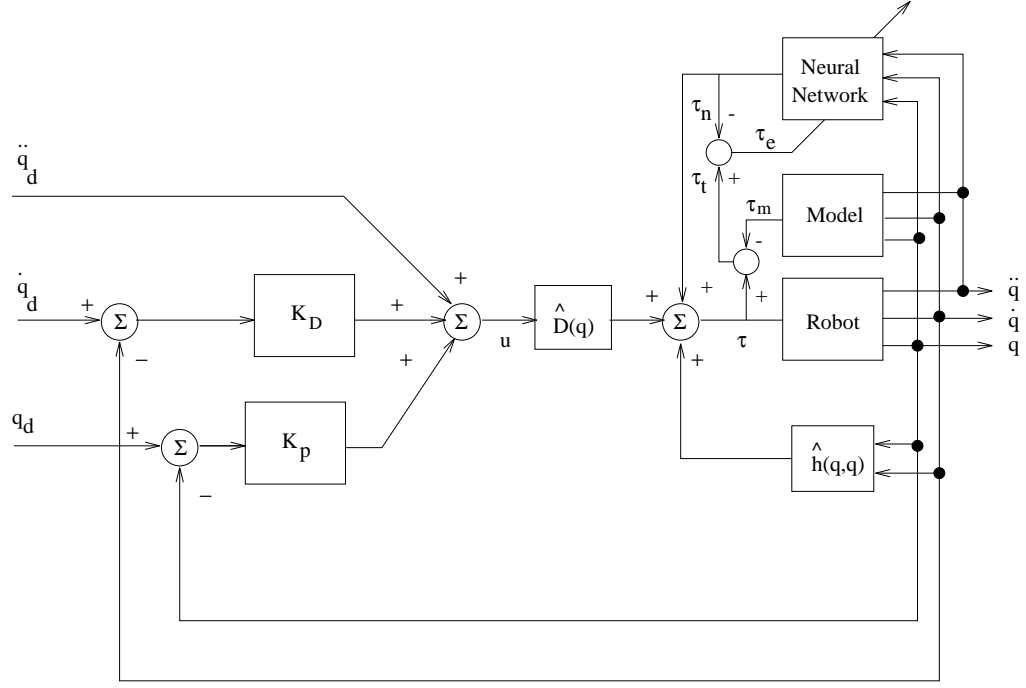 Neural
Network
τn
-
τe
q̈d
τt
+
τm
Model
-
q̇d
+
Σ
−
KD
+
+
Σ
+
u
^
D(q)
+
+
Σ
+
+
τ
Robot
q̈
q̇
q
qd
+
Σ
−
Kp
^
h(q,q)